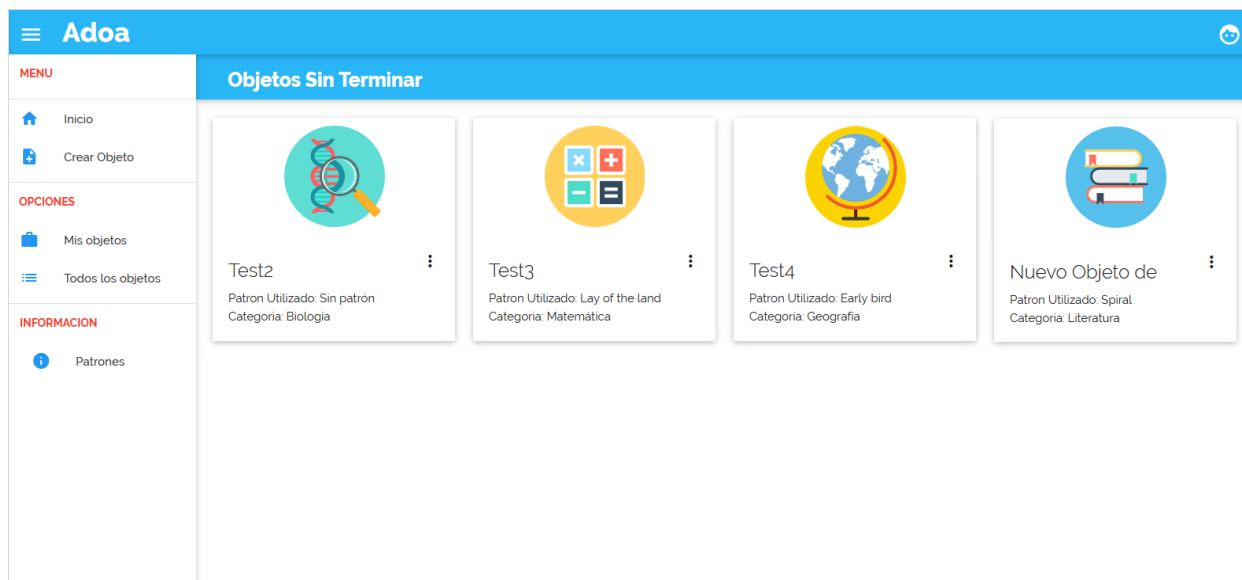 Adoa
MENU
Inicio
Crear Objeto
OPCIONES
Mis objetos
Todos los objetos
INFORMACION
Patrones
Objetos Sin Terminar
Test2
Patron Utilizado: Sin patrón
Categoria: Biología
Test3
Patron Utilizado: Lay of the land
Categoria: Matemática
Test4
Patron Utilizado: Early bird
Categoria: Geografía
Nuevo Objeto de
Patron Utilizado: Spiral
Categoria: Literatura